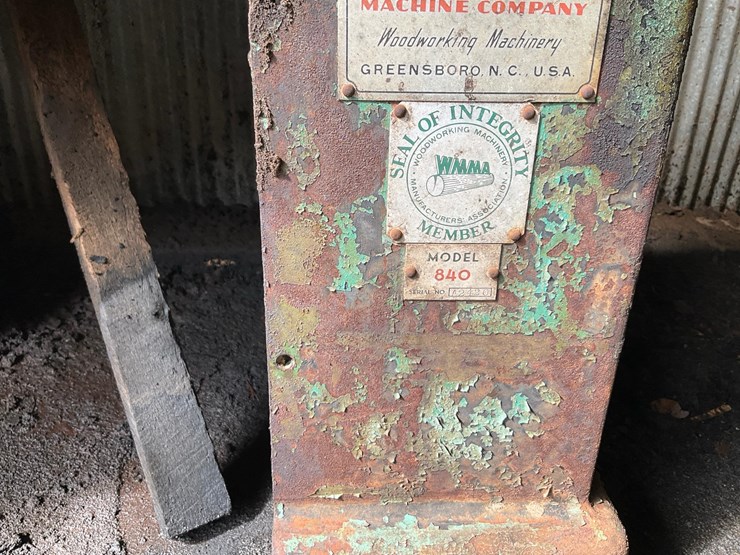 MACHINE COMPANY
Woodworking Machinery
GREENSBORO, N. C., U.S.A.
SEAL OF INTEGRITY
WOODWORKING MACHINERY
MANUFACTURERS ASSOCIATION
WMMA
MEMBER
MODEL
840
SERIAL NO